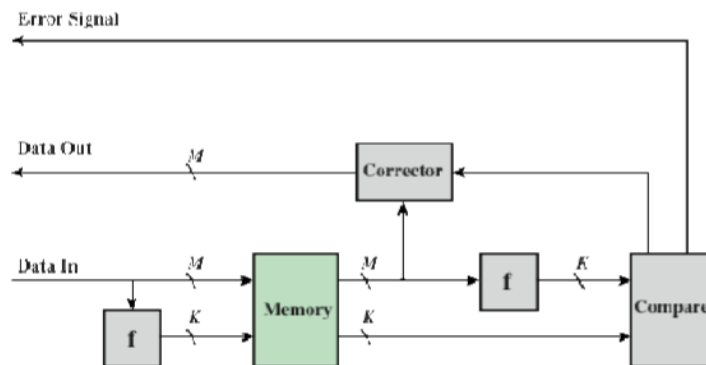 Error Signal
Data Out
M
Corrector
Data In
M
M
f
K
Memory
Compare
f
K
K